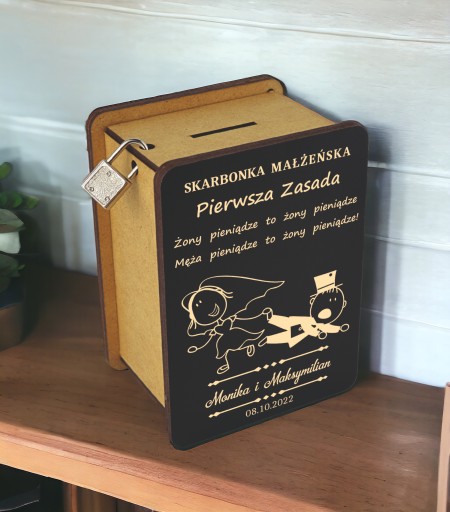 SKARBONKA MAŁŻEŃSKA
Pierwsza Zasada
Żony pieniądze to żony pieniądze
Męża pieniądze to żony pieniądze!
Monika i Maksymilian
08.10.2022